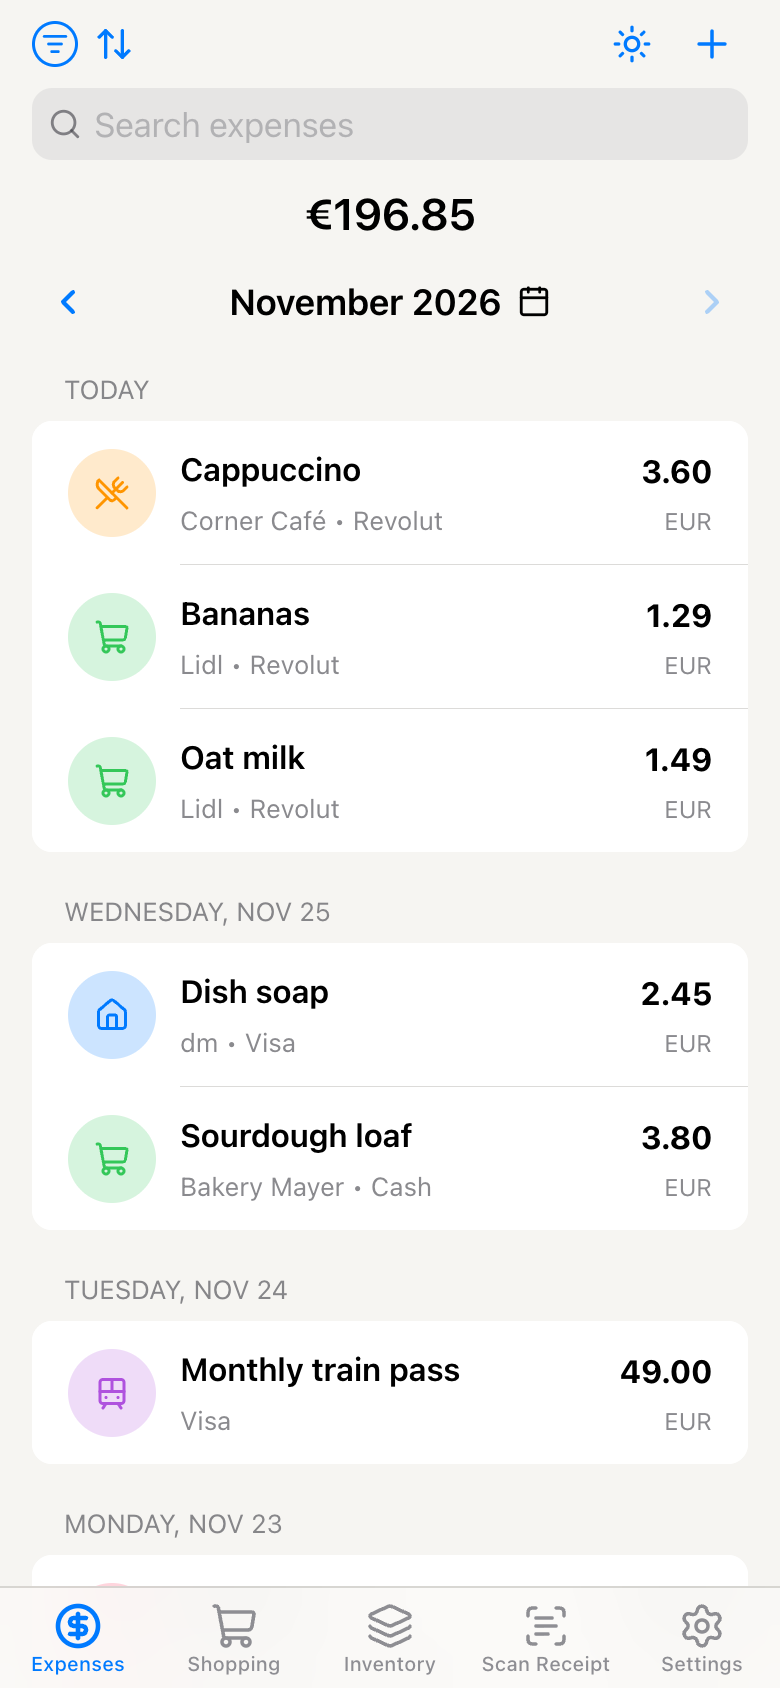 Search expenses
€196.85
November 2026
TODAY
Cappuccino 3.60
Corner Café • Revolut EUR
Bananas 1.29
Lidl • Revolut EUR
Oat milk 1.49
Lidl • Revolut EUR
WEDNESDAY, NOV 25
Dish soap 2.45
dm • Visa EUR
Sourdough loaf 3.80
Bakery Mayer • Cash EUR
TUESDAY, NOV 24
Monthly train pass 49.00
Visa EUR
MONDAY, NOV 23
Expenses Shopping Inventory Scan Receipt Settings